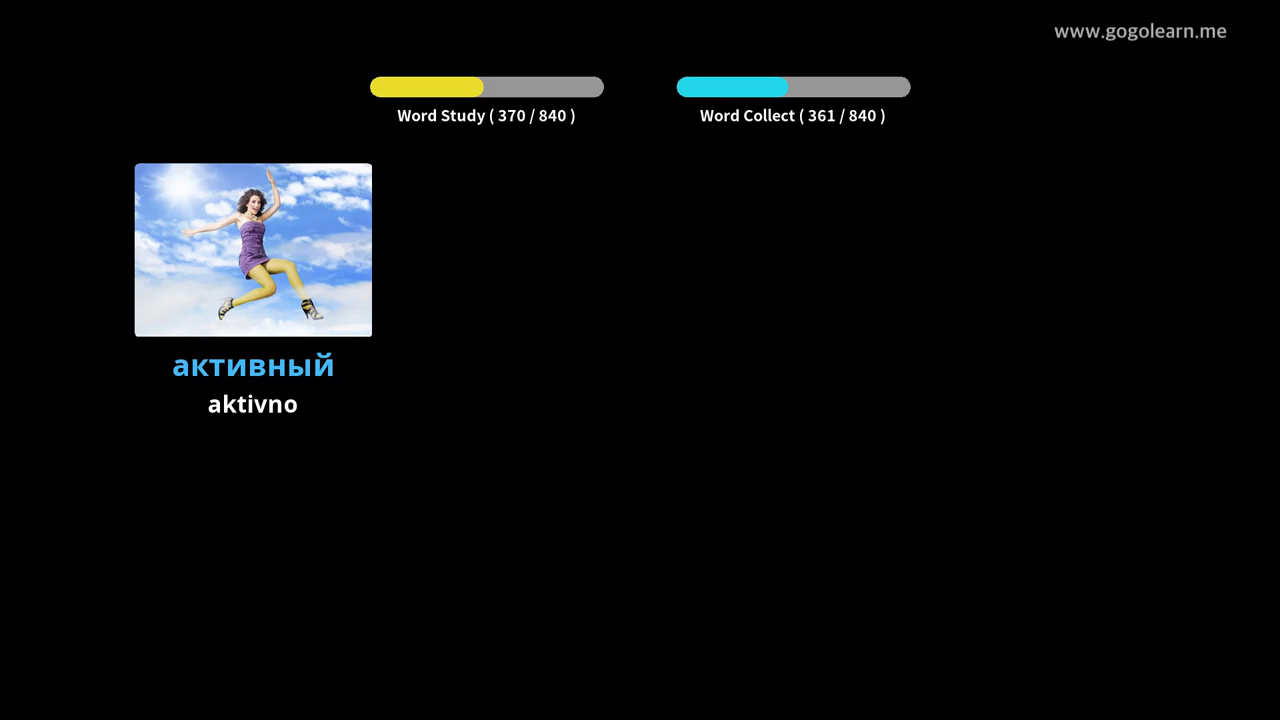 www.gogolearn.me
Word Study ( 370 / 840 )
Word Collect ( 361 / 840 )
активный
aktivno